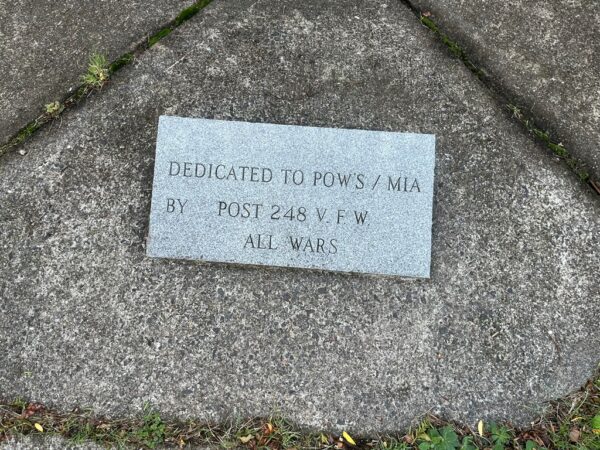 DEDICATED TO POW'S / MIA
BY POST 248 V. F. W.
ALL WARS